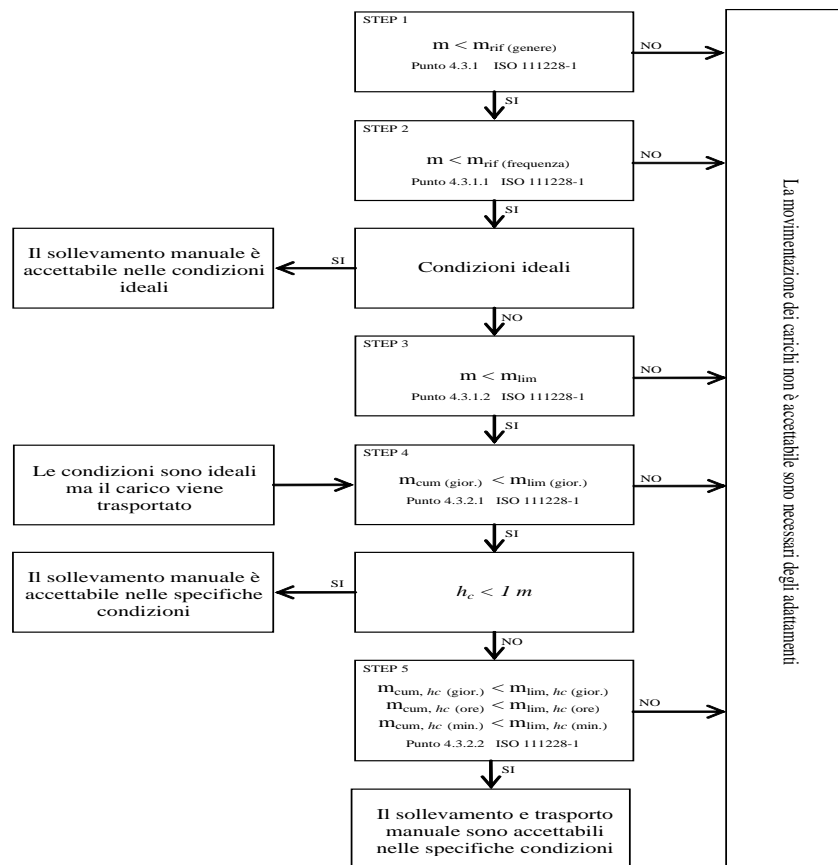 STEP 1
m < mrif (genere)
Punto 4.3.1 ISO 111228-1
NO
SI
STEP 2
m < mrif (frequenza)
Punto 4.3.1.1 ISO 111228-1
NO
SI
Il sollevamento manuale è
accettabile nelle condizioni
ideali
SI
Condizioni ideali
NO
STEP 3
m < mlim
Punto 4.3.1.2 ISO 111228-1
NO
SI
Le condizioni sono ideali
ma il carico viene
trasportato
STEP 4
mcum (gior.) < mlim (gior.)
Punto 4.3.2.1 ISO 111228-1
NO
SI
Il sollevamento manuale è
accettabile nelle specifiche
condizioni
SI
hc < 1 m
NO
STEP 5
mcum, hc (gior.) < mlim, hc (gior.)
mcum, hc (ore) < mlim, hc (ore)
mcum, hc (min.) < mlim, hc (min.)
Punto 4.3.2.2 ISO 111228-1
NO
SI
Il sollevamento e trasporto
manuale sono accettabili
nelle specifiche condizioni
La movimentazione dei carichi non è accettabile sono necessari degli adattamenti